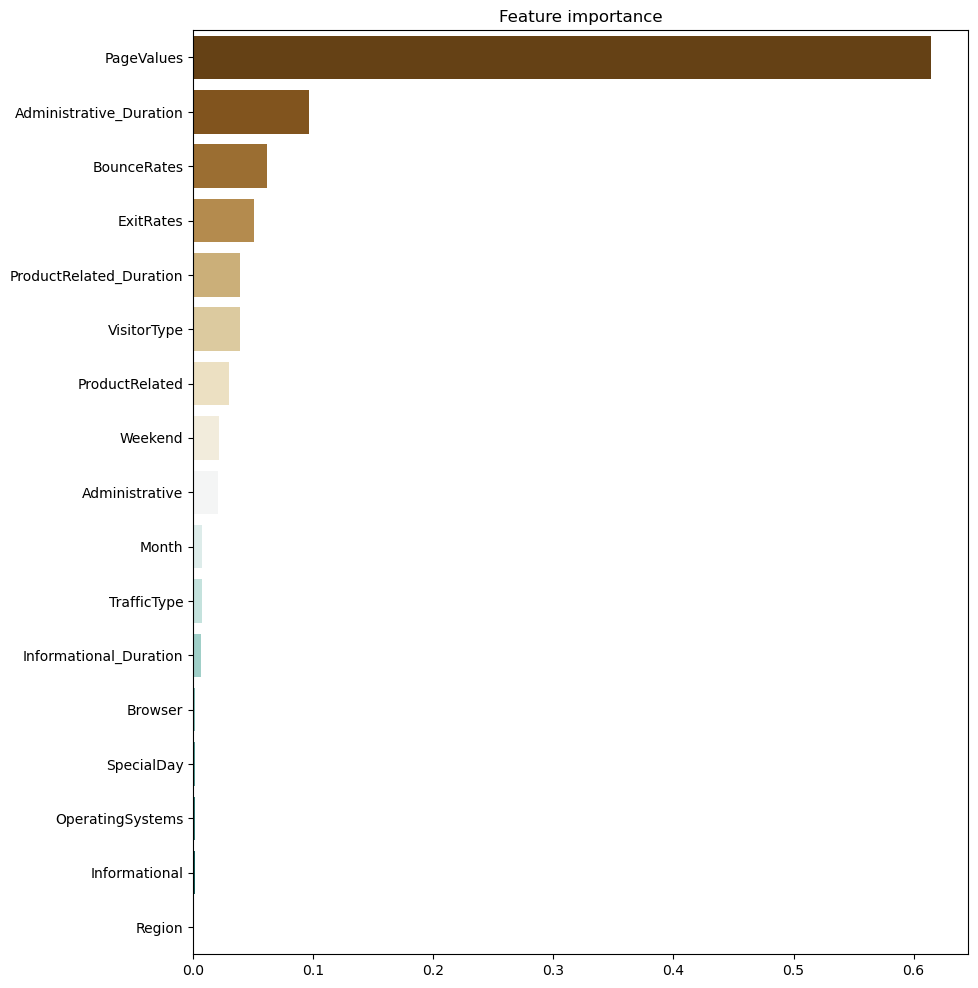 Feature importance
PageValues
Administrative_Duration
BounceRates
ExitRates
ProductRelated_Duration
VisitorType
ProductRelated
Weekend
Administrative
Month
TrafficType
Informational_Duration
Browser
SpecialDay
OperatingSystems
Informational
Region
0.0 0.1 0.2 0.3 0.4 0.5 0.6